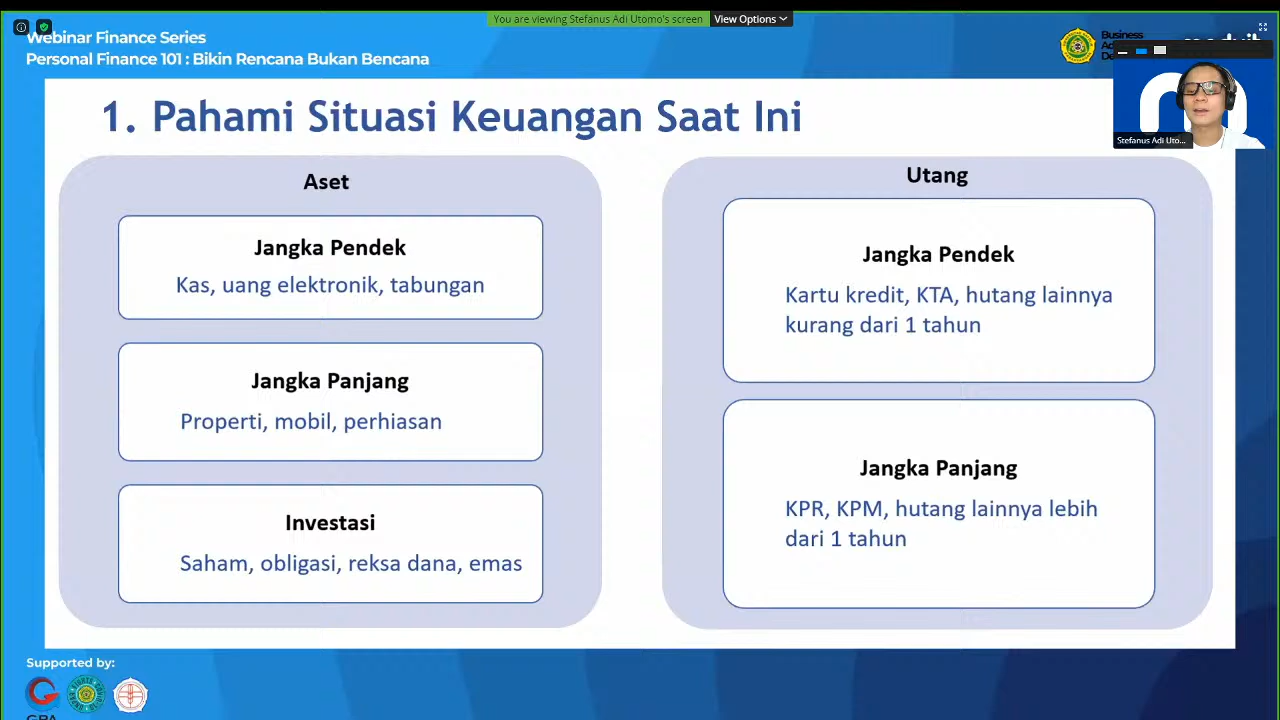 You are viewing Stefanus Adi Utomo's screen
View Options
Webinar Finance Series
Personal Finance 101 : Bikin Rencana Bukan Bencana
Business
1. Pahami Situasi Keuangan Saat Ini
Stefanus Adi Uto...
Aset
Jangka Pendek
Kas, uang elektronik, tabungan
Jangka Panjang
Properti, mobil, perhiasan
Investasi
Saham, obligasi, reksa dana, emas
Utang
Jangka Pendek
Kartu kredit, KTA, hutang lainnya
kurang dari 1 tahun
Jangka Panjang
KPR, KPM, hutang lainnya lebih
dari 1 tahun
Supported by: